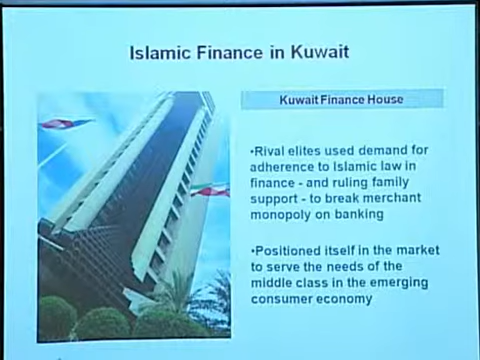 Islamic Finance in Kuwait
Kuwait Finance House
•Rival elites used demand for
adherence to Islamic law in
finance - and ruling family
support - to break merchant
monopoly on banking
•Positioned itself in the market
to serve the needs of the
middle class in the emerging
consumer economy